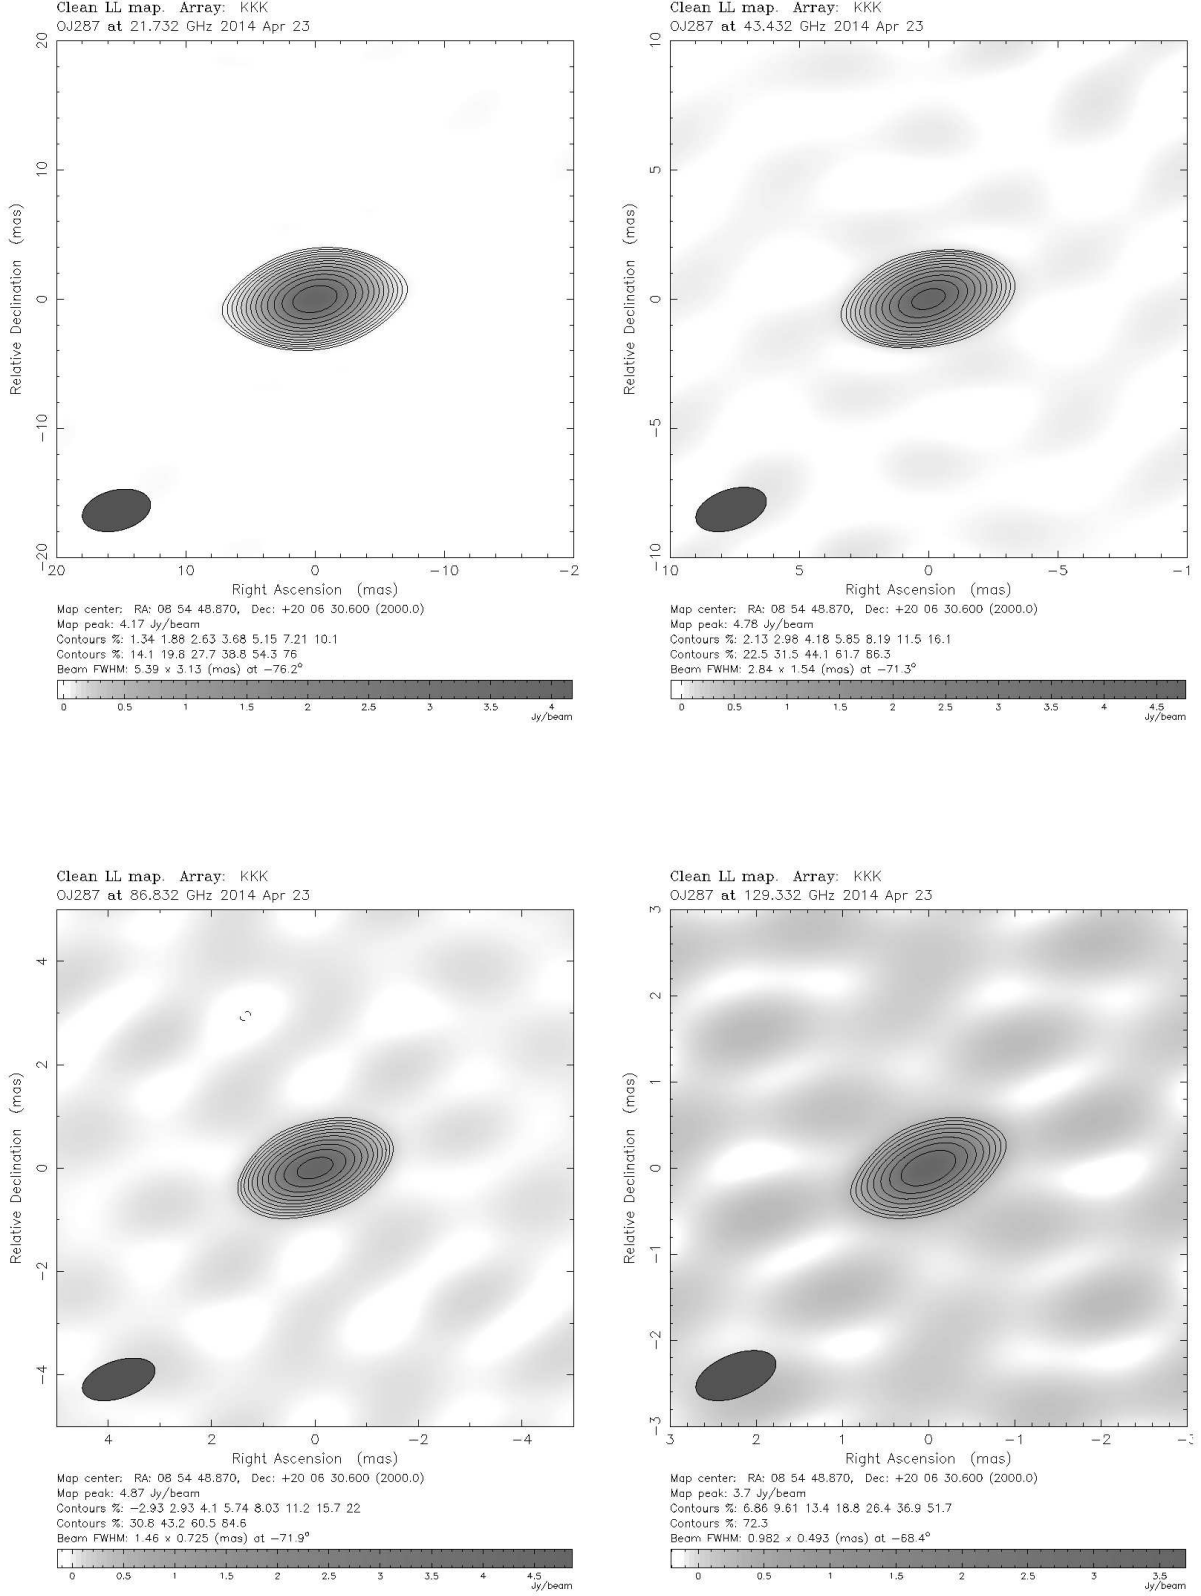 Clean LL map. Array: KKK
OJ287 at 21.732 GHz 2014 Apr 23
20
10
0
−10
−20
Relative Declination (mas)
20 10 0 −10 −2
Right Ascension (mas)
Map center: RA: 08 54 48.870, Dec: +20 06 30.600 (2000.0)
Map peak: 4.17 Jy/beam
Contours %: 1.34 1.88 2.63 3.68 5.15 7.21 10.1
Contours %: 14.1 19.8 27.7 38.8 54.3 76
Beam FWHM: 5.39 x 3.13 (mas) at −76.2°
0 0.5 1 1.5 2 2.5 3 3.5 4
Jy/beam
Clean LL map. Array: KKK
OJ287 at 43.432 GHz 2014 Apr 23
10
5
0
−5
−10
Relative Declination (mas)
10 5 0 −5 −1
Right Ascension (mas)
Map center: RA: 08 54 48.870, Dec: +20 06 30.600 (2000.0)
Map peak: 4.78 Jy/beam
Contours %: 2.13 2.98 4.18 5.85 8.19 11.5 16.1
Contours %: 22.5 31.5 44.1 61.7 86.3
Beam FWHM: 2.84 x 1.54 (mas) at −71.3°
0 0.5 1 1.5 2 2.5 3 3.5 4 4.5
Jy/beam
Clean LL map. Array: KKK
OJ287 at 86.832 GHz 2014 Apr 23
4
2
0
−2
−4
Relative Declination (mas)
4 2 0 −2 −4
Right Ascension (mas)
Map center: RA: 08 54 48.870, Dec: +20 06 30.600 (2000.0)
Map peak: 4.87 Jy/beam
Contours %: −2.93 2.93 4.1 5.74 8.03 11.2 15.7 22
Contours %: 30.8 43.2 60.5 84.6
Beam FWHM: 1.46 x 0.725 (mas) at −71.9°
0 0.5 1 1.5 2 2.5 3 3.5 4 4.5
Jy/beam
Clean LL map. Array: KKK
OJ287 at 129.332 GHz 2014 Apr 23
3
2
1
0
−1
−2
−3
Relative Declination (mas)
3 2 1 0 −1 −2
Right Ascension (mas)
Map center: RA: 08 54 48.870, Dec: +20 06 30.600 (2000.0)
Map peak: 3.7 Jy/beam
Contours %: 6.86 9.61 13.4 18.8 26.4 36.9 51.7
Contours %: 72.3
Beam FWHM: 0.982 x 0.493 (mas) at −68.4°
0 0.5 1 1.5 2 2.5 3 3.5
Jy/beam